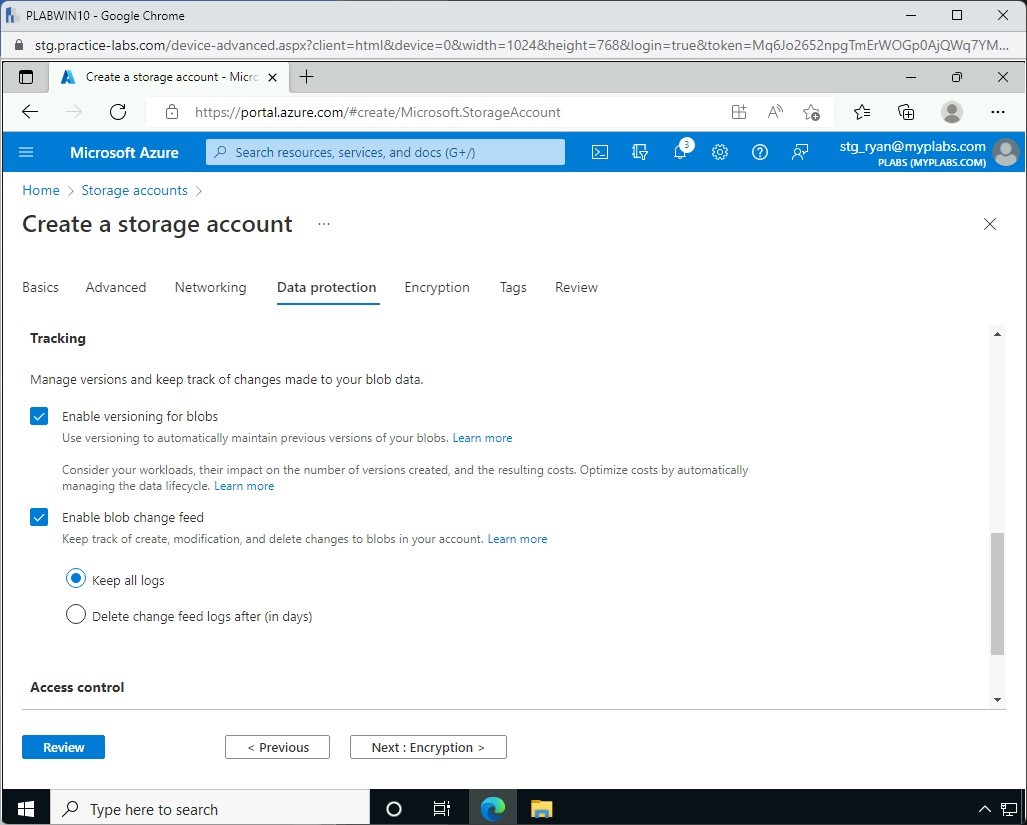 PLABWIN10 - Google Chrome
stg.practice-labs.com/device-advanced.aspx?client=html&device=0&width=1024&height=768&login=true&token=Mq6Jo2652npgTmErWOGp0AjQWq7YM...
Create a storage account - Micro
https://portal.azure.com/#create/Microsoft.StorageAccount
Microsoft Azure
Search resources, services, and docs (G+/)
3
stg_ryan@myplabs.com
PLABS (MYPLABS.COM)
Home > Storage accounts >
Create a storage account ...
Basics Advanced Networking Data protection Encryption Tags Review
Tracking
Manage versions and keep track of changes made to your blob data.
Enable versioning for blobs
Use versioning to automatically maintain previous versions of your blobs. Learn more
Consider your workloads, their impact on the number of versions created, and the resulting costs. Optimize costs by automatically
managing the data lifecycle. Learn more
Enable blob change feed
Keep track of create, modification, and delete changes to blobs in your account. Learn more
Keep all logs
Delete change feed logs after (in days)
Access control
Review < Previous Next : Encryption >
Type here to search